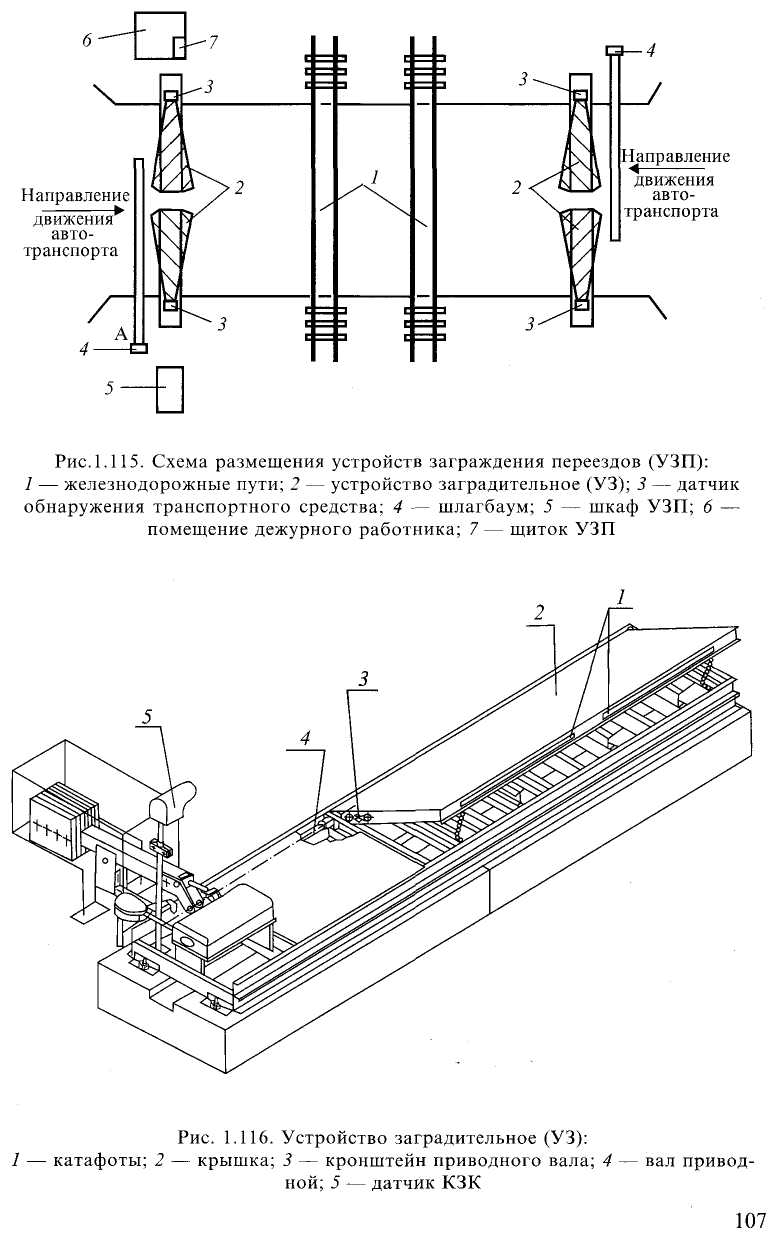 6
7
4
3
3
Направление
движения
авто-
транспорта
2
1
2
Направление
движения
авто-
транспорта
3
3
А
4
5
Рис.1.115. Схема размещения устройств заграждения переездов (УЗП):
1 — железнодорожные пути; 2 — устройство заградительное (УЗ); 3 — датчик
обнаружения транспортного средства; 4 — шлагбаум; 5 — шкаф УЗП; 6 —
помещение дежурного работника; 7 — щиток УЗП
1
2
3
4
5
Рис. 1.116. Устройство заградительное (УЗ):
1 — катафоты; 2 — крышка; 3 — кронштейн приводного вала; 4 — вал привод-
ной; 5 — датчик КЗК
107